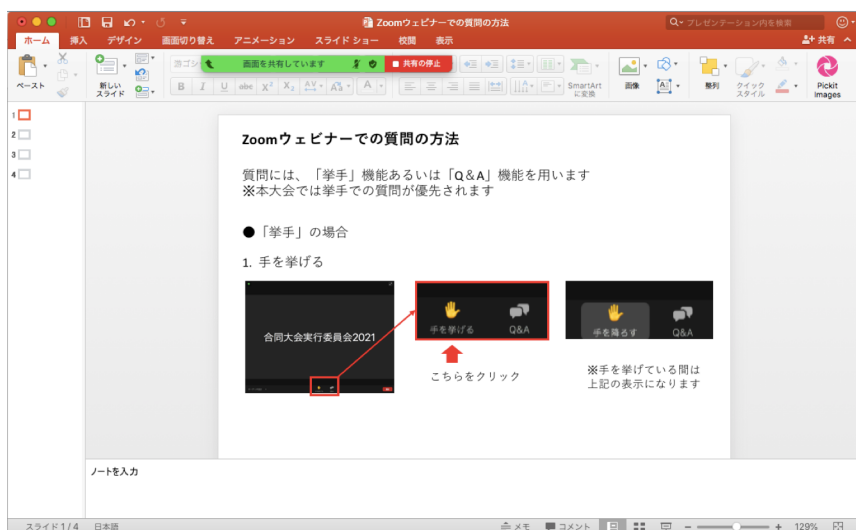 Zoomウェビナーでの質問の方法
プレゼンテーション内を検索
ホーム 挿入 デザイン 画面切り替え アニメーション スライド ショー 校閲 表示
共有
画面を共有しています 共有の停止
ペースト
新しい
スライド
B I U abc X² X₂ AV Aa A
SmartArt
に変換
画像
整列
クイック
スタイル
Pickit
Images
1
2
3
4
Zoomウェビナーでの質問の方法
質問には、「挙手」機能あるいは「Q&A」機能を用います
※本大会では挙手での質問が優先されます
●「挙手」の場合
1. 手を挙げる
合同大会実行委員会2021
手を挙げる Q&A
手を降ろす Q&A
こちらをクリック
※手を挙げている間は
上記の表示になります
ノートを入力
スライド 1 / 4 日本語 メモ コメント 129%